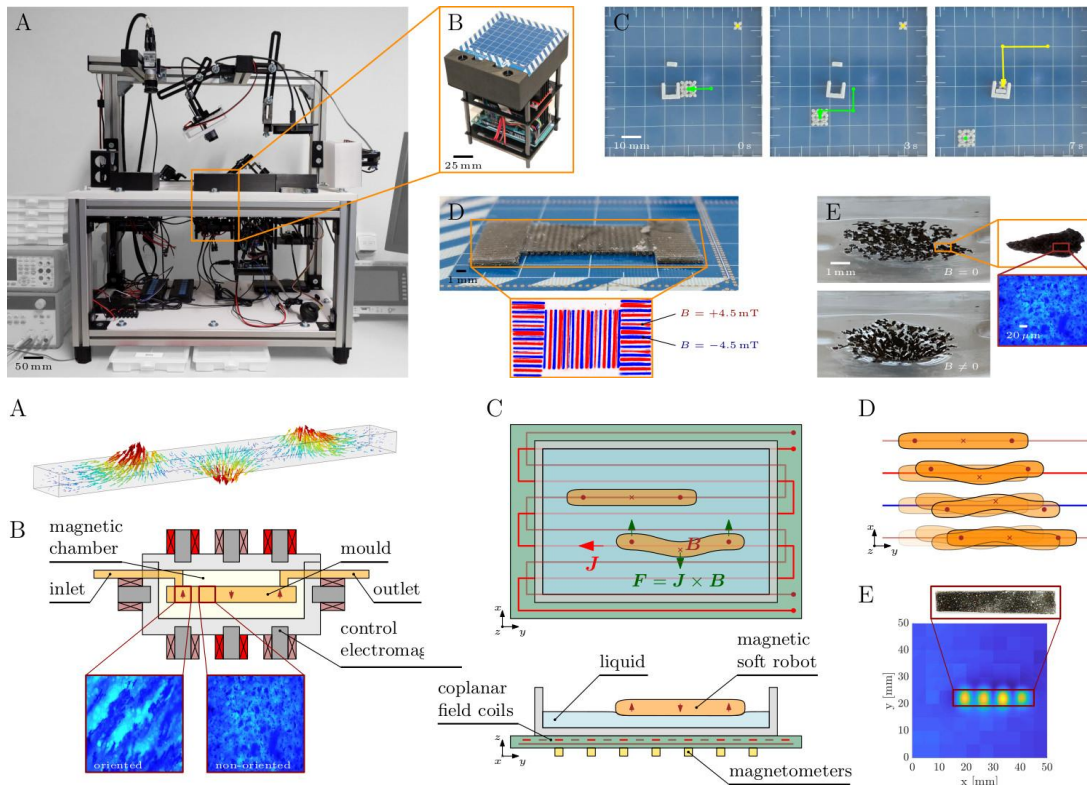 A
50 mm
B
25 mm
C
10 mm
0 s
3 s
7 s
D
1 mm
B = +4.5 mT
B = −4.5 mT
E
1 mm
B = 0
20 μm
B ≠ 0
A
B
magnetic
chamber
mould
inlet
outlet
control
electromag
oriented
non-oriented
C
B
J
F = J × B
x
z
y
magnetic
soft robot
liquid
coplanar
field coils
z
x
y
magnetometers
D
x
z
y
E
50
40
30
20
10
0
y [mm]
0
10
20
30
40
50
x [mm]